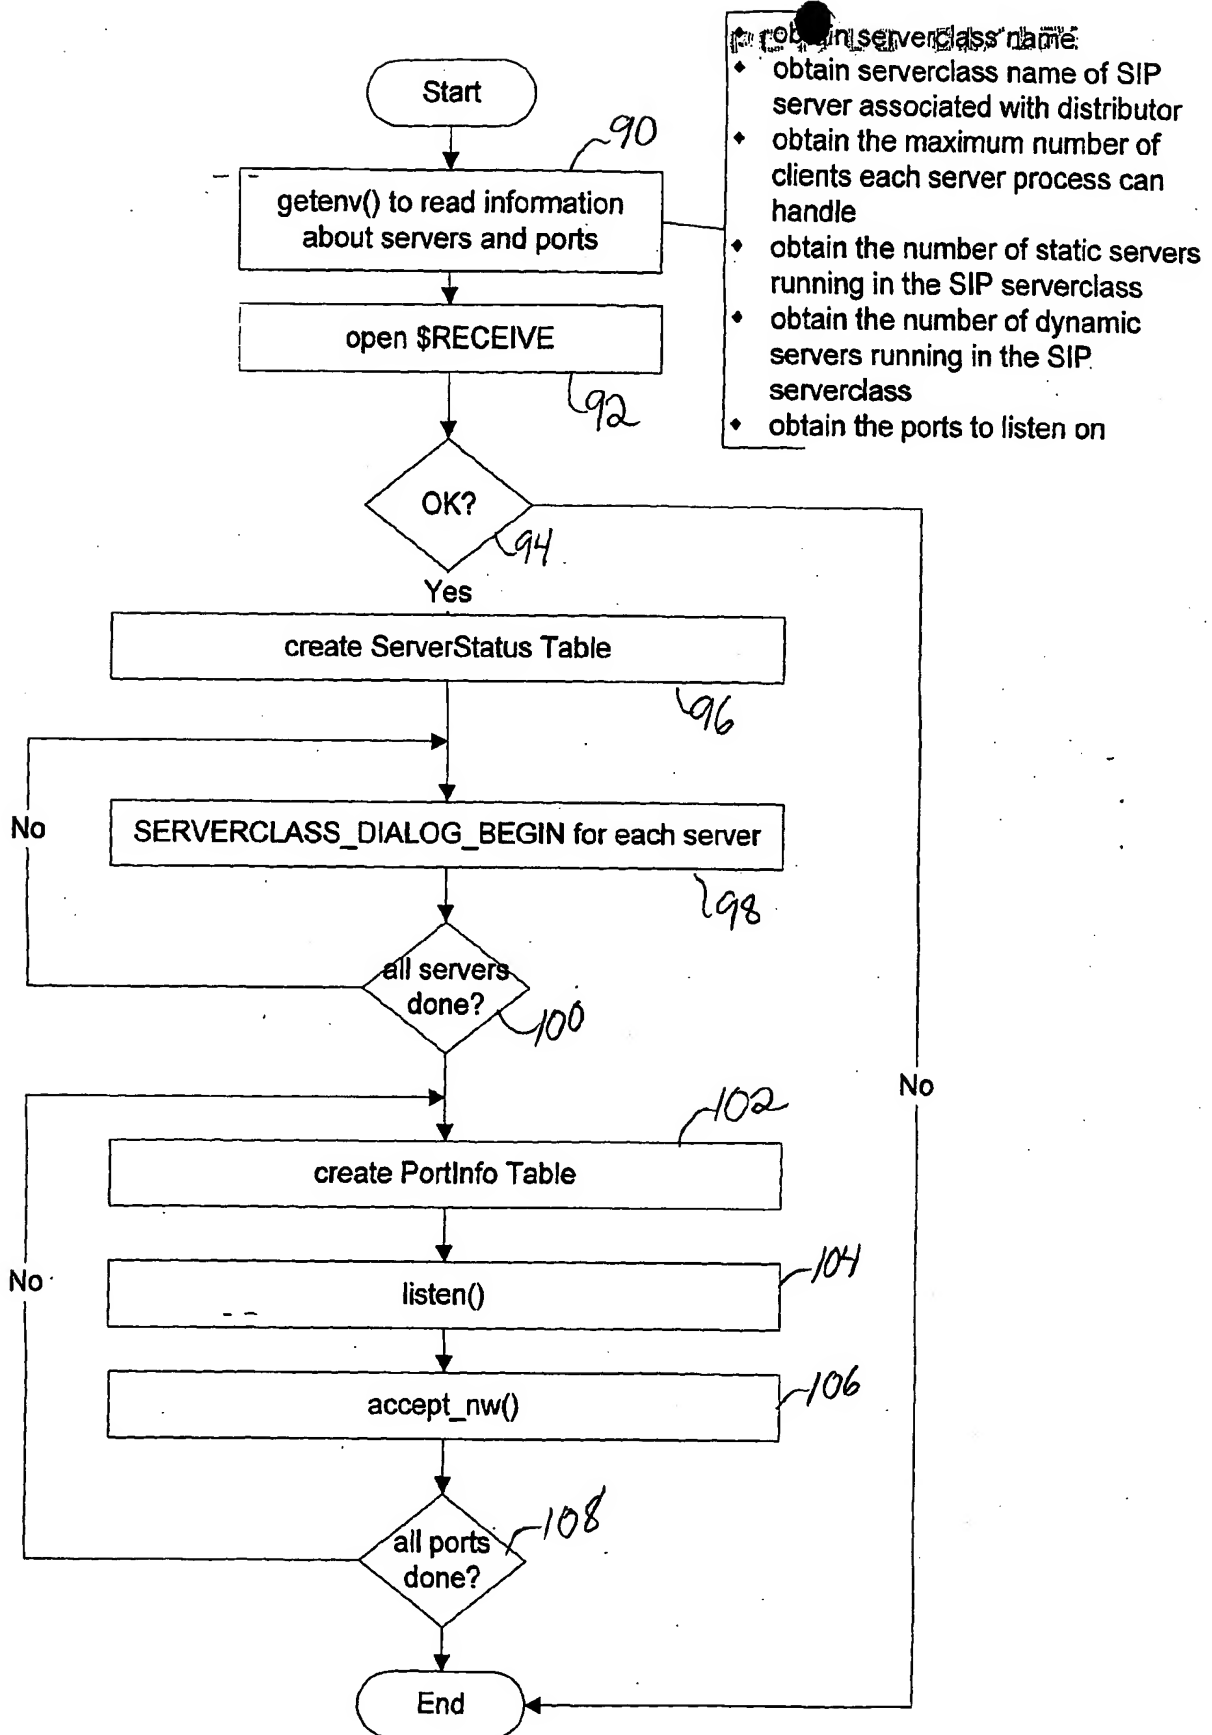 obtain serverclass name
Start
◆ obtain serverclass name of SIP
server associated with distributor
90
◆ obtain the maximum number of
clients each server process can
handle
getenv() to read information
about servers and ports
◆ obtain the number of static servers
running in the SIP serverclass
open $RECEIVE
◆ obtain the number of dynamic
servers running in the SIP
serverclass
92
◆ obtain the ports to listen on
OK?
94
Yes
create ServerStatus Table
96
No
SERVERCLASS_DIALOG_BEGIN for each server
98
all servers
done?
100
No
102
create PortInfo Table
104
No
listen()
106
accept_nw()
108
all ports
done?
End